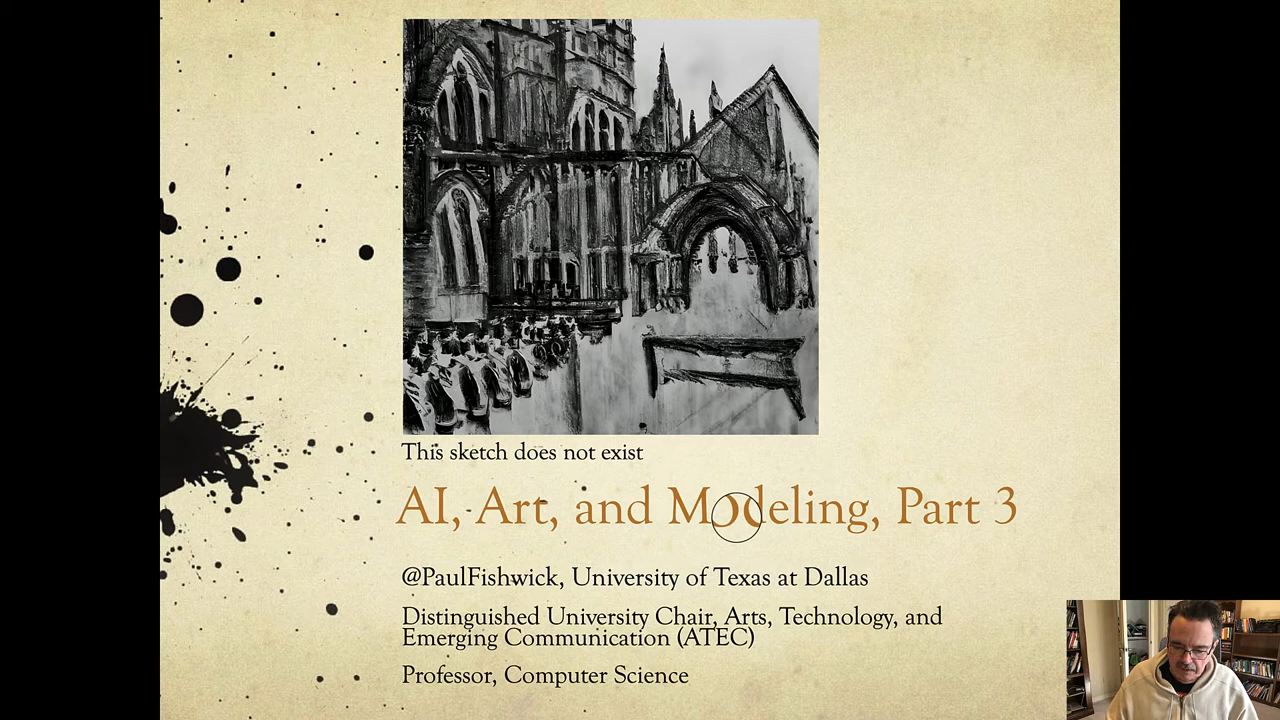 This sketch does not exist
AI, Art, and Modeling, Part 3
@PaulFishwick, University of Texas at Dallas
Distinguished University Chair, Arts, Technology, and
Emerging Communication (ATEC)
Professor, Computer Science